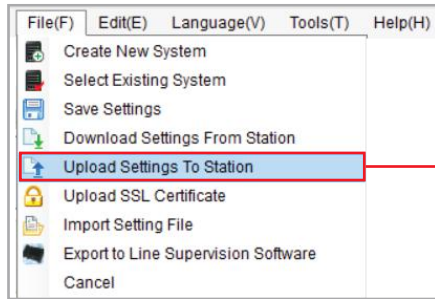 File(F) Edit(E) Language(V) Tools(T) Help(H)
Create New System
Select Existing System
Save Settings
Download Settings From Station
Upload Settings To Station
Upload SSL Certificate
Import Setting File
Export to Line Supervision Software
Cancel